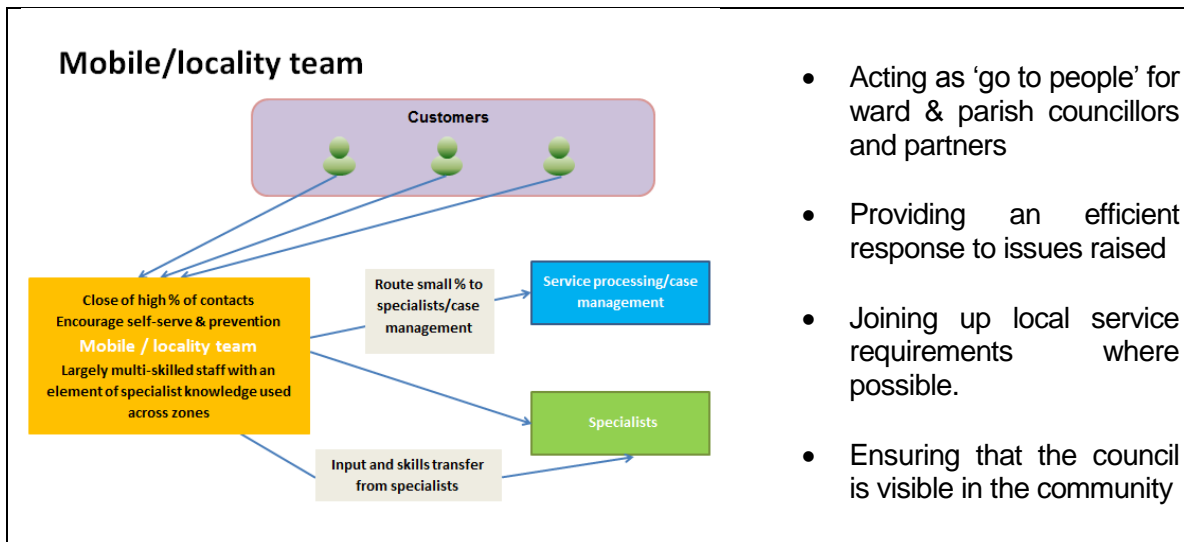 Mobile/locality team
Customers
Close of high % of contacts
Encourage self-serve & prevention
Mobile / locality team
Largely multi-skilled staff with an
element of specialist knowledge used
across zones
Route small % to
specialists/case
management
Service processing/case
management
Specialists
Input and skills transfer
from specialists
• Acting as ‘go to people’ for
ward & parish councillors
and partners
• Providing an efficient
response to issues raised
• Joining up local service
requirements where
possible.
• Ensuring that the council
is visible in the community